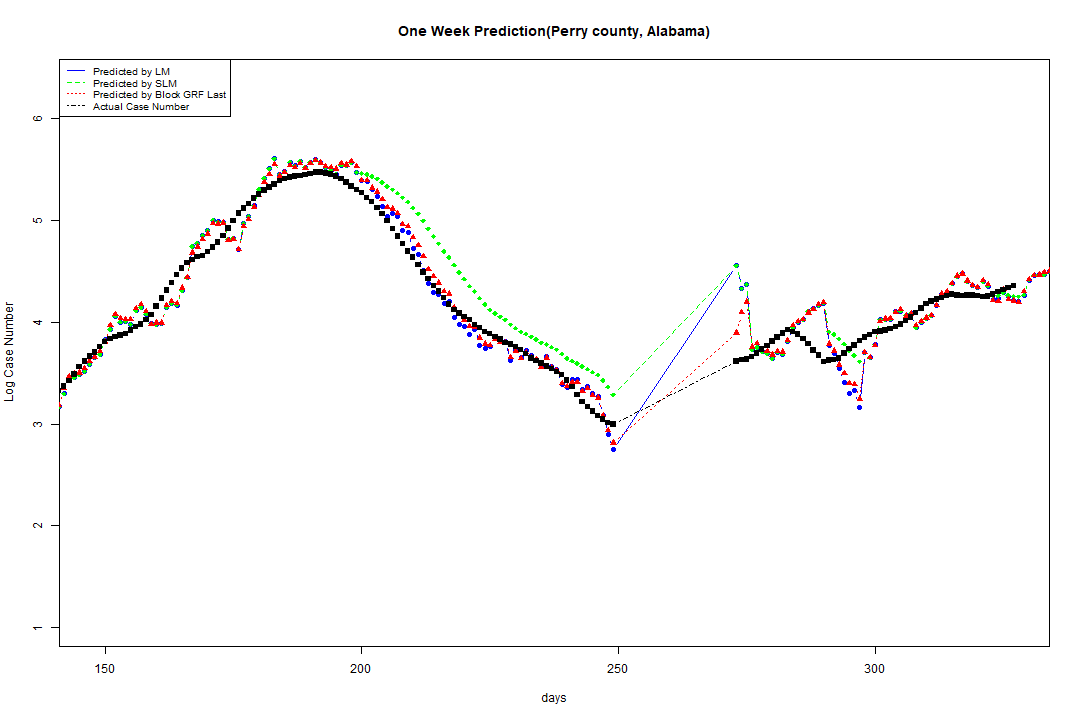 One Week Prediction(Perry county, Alabama)
Predicted by LM
Predicted by SLM
Predicted by Block GRF Last
Actual Case Number
6
5
4
3
2
1
Log Case Number
150
200
250
300
days